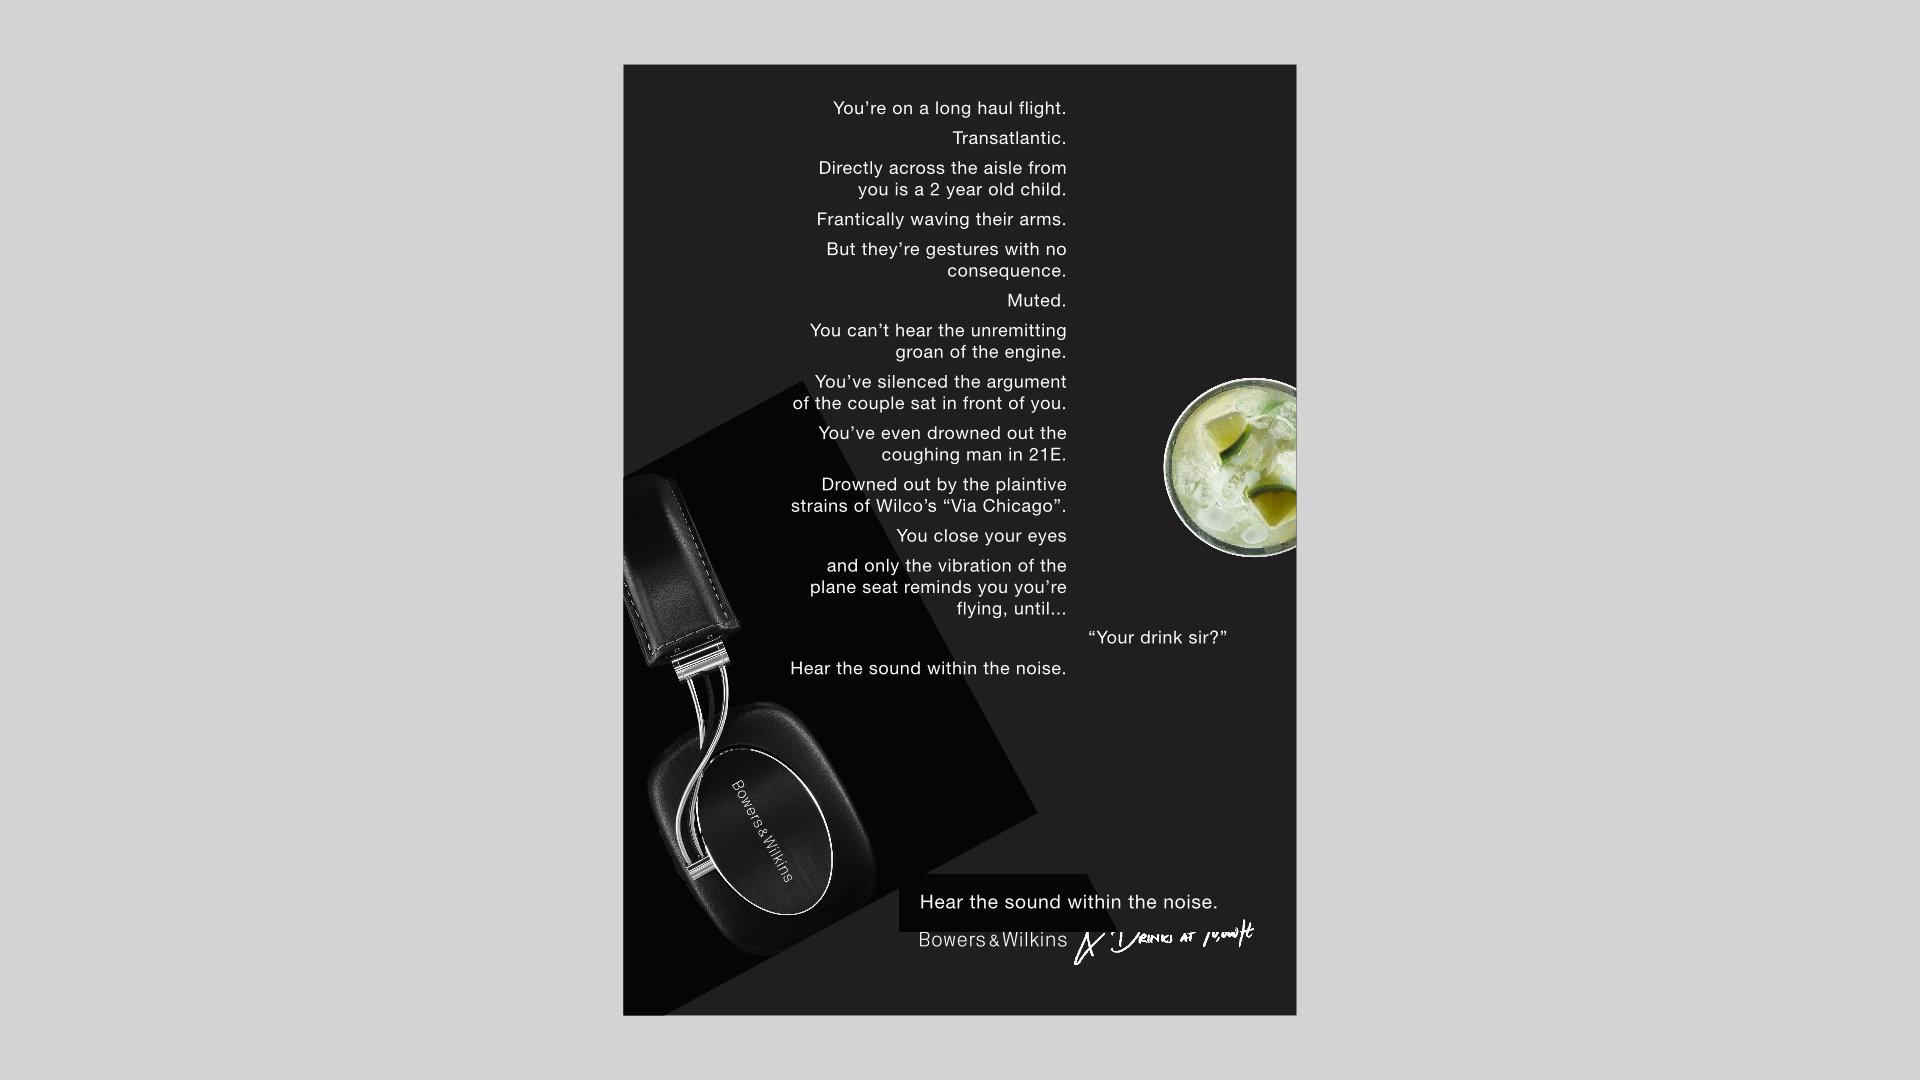 You’re on a long haul flight.
Transatlantic.
Directly across the aisle from
you is a 2 year old child.
Frantically waving their arms.
But they’re gestures with no
consequence.
Muted.
You can’t hear the unremitting
groan of the engine.
You’ve silenced the argument
of the couple sat in front of you.
You’ve even drowned out the
coughing man in 21E.
Drowned out by the plaintive
strains of Wilco’s “Via Chicago”.
You close your eyes
and only the vibration of the
plane seat reminds you you’re
flying, until...
“Your drink sir?”
Hear the sound within the noise.
Bowers & Wilkins
Hear the sound within the noise.
Bowers & Wilkins & DRINKS AT 10,000ft